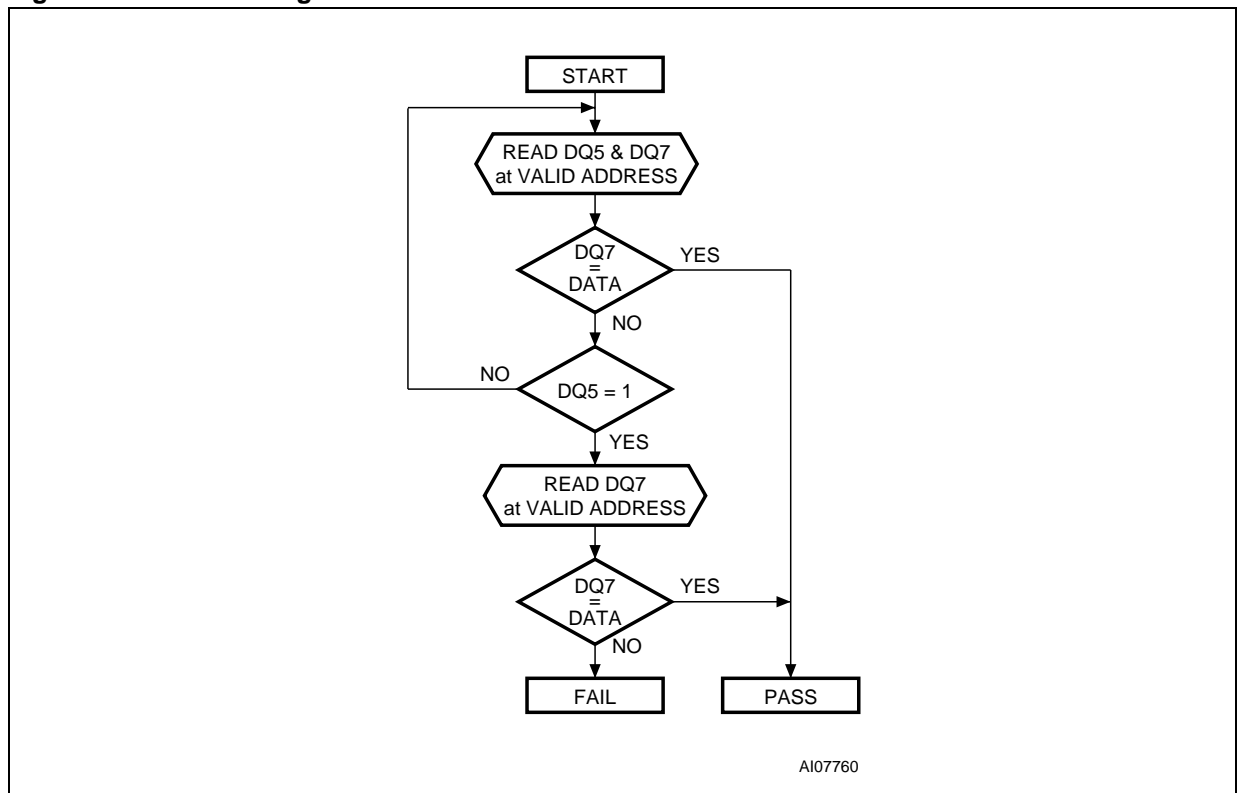 START
READ DQ5 & DQ7
at VALID ADDRESS
DQ7
=
DATA
YES
NO
NO
DQ5 = 1
YES
READ DQ7
at VALID ADDRESS
DQ7
=
DATA
YES
NO
FAIL
PASS
AI07760